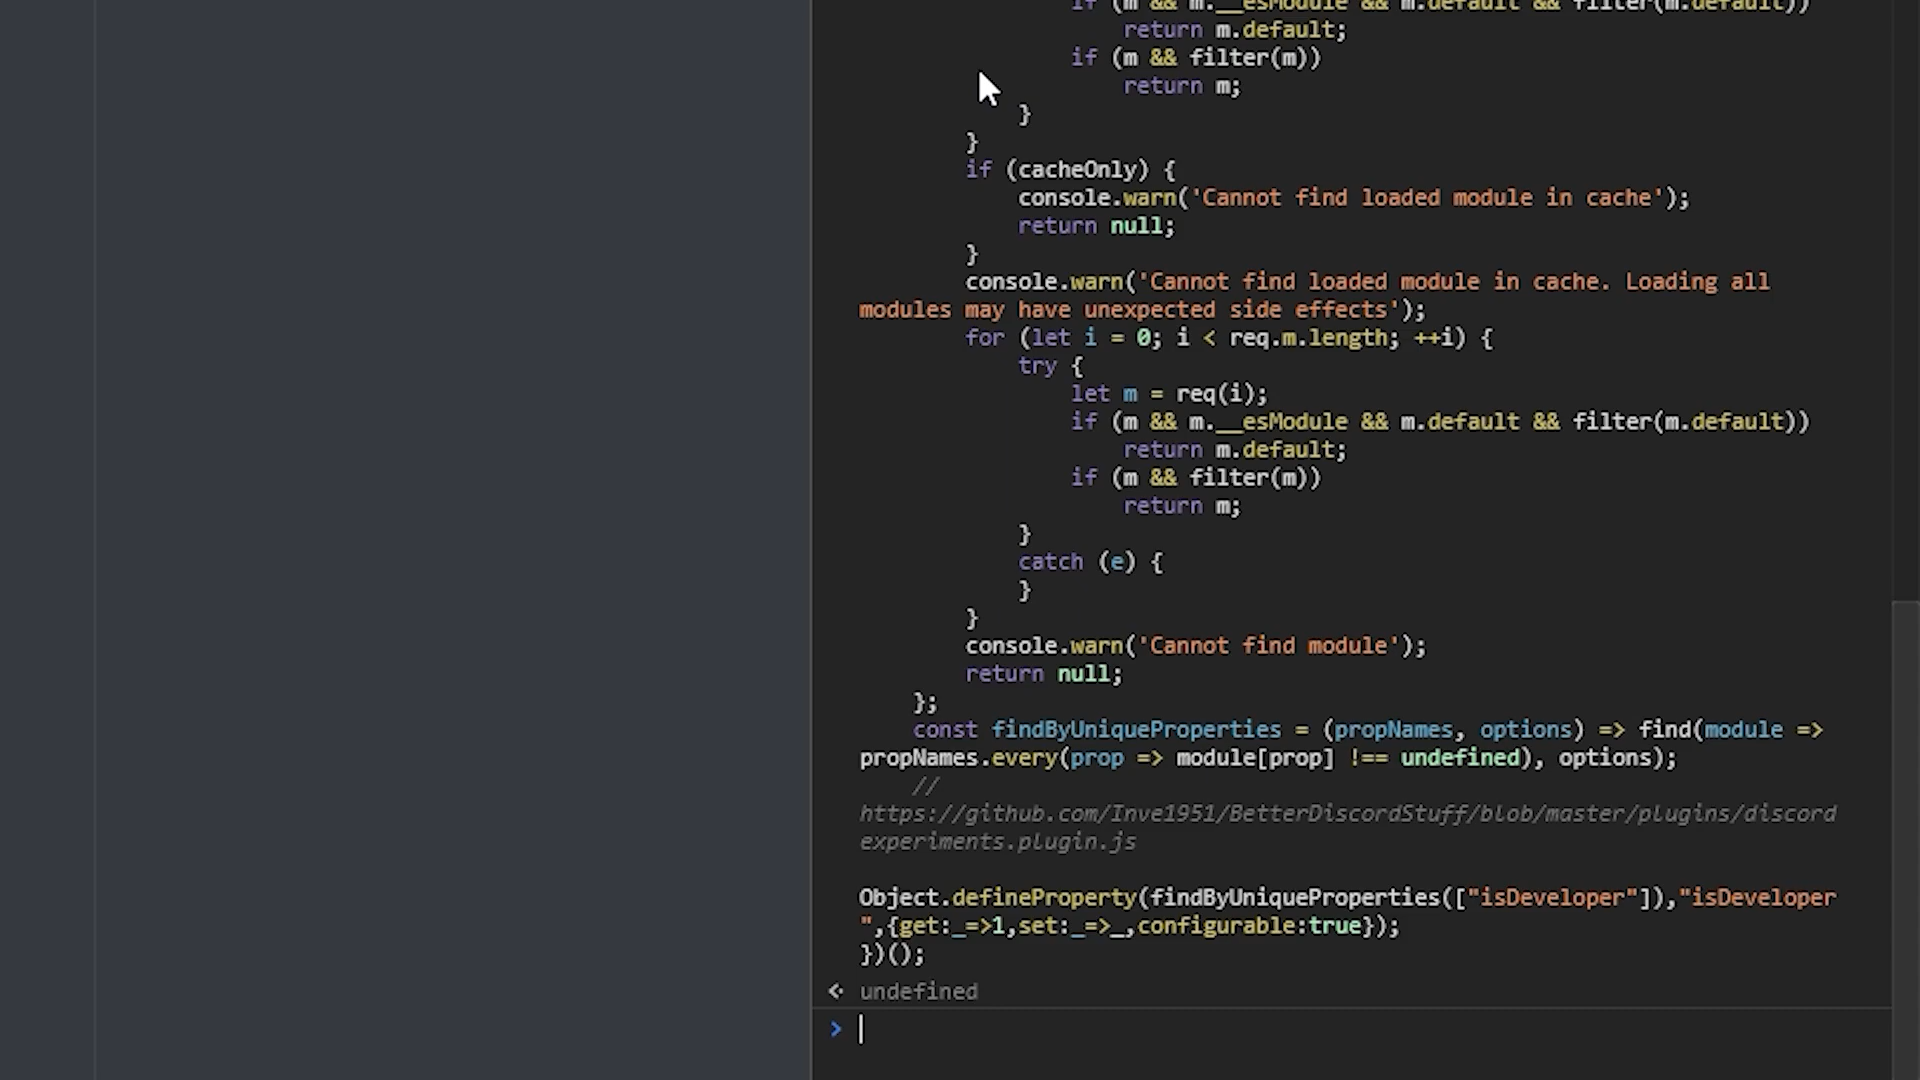 if (m && m.__esModule && m.default && filter(m.default))
return m.default;
if (m && filter(m))
return m;
}
}
if (cacheOnly) {
console.warn('Cannot find loaded module in cache');
return null;
}
console.warn('Cannot find loaded module in cache. Loading all
modules may have unexpected side effects');
for (let i = 0; i < req.m.length; ++i) {
try {
let m = req(i);
if (m && m.__esModule && m.default && filter(m.default))
return m.default;
if (m && filter(m))
return m;
}
catch (e) {
}
}
console.warn('Cannot find module');
return null;
};
const findByUniqueProperties = (propNames, options) => find(module =>
propNames.every(prop => module[prop] !== undefined), options);
//
https://github.com/Inve1951/BetterDiscordStuff/blob/master/plugins/discord
experiments.plugin.js
Object.defineProperty(findByUniqueProperties(["isDeveloper"]),"isDeveloper
",{get:_=>1,set:_=>_,configurable:true});
})();
undefined